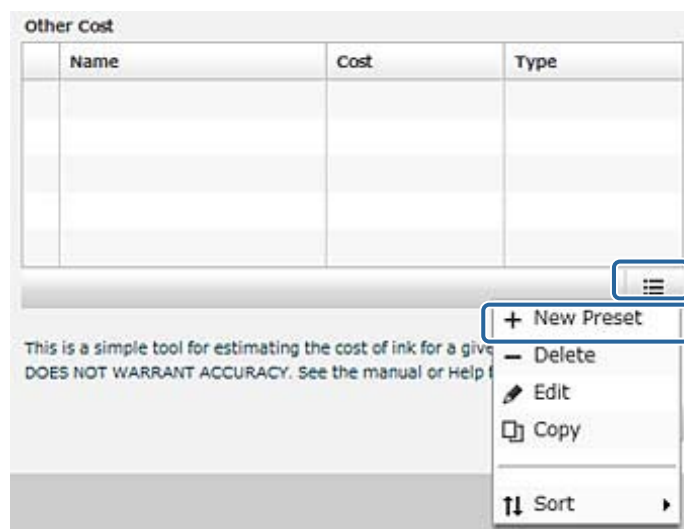 Other Cost
Name Cost Type
New Preset
This is a simple tool for estimating the cost of ink for a give
Delete
DOES NOT WARRANT ACCURACY. See the manual or Help
Edit
Copy
Sort